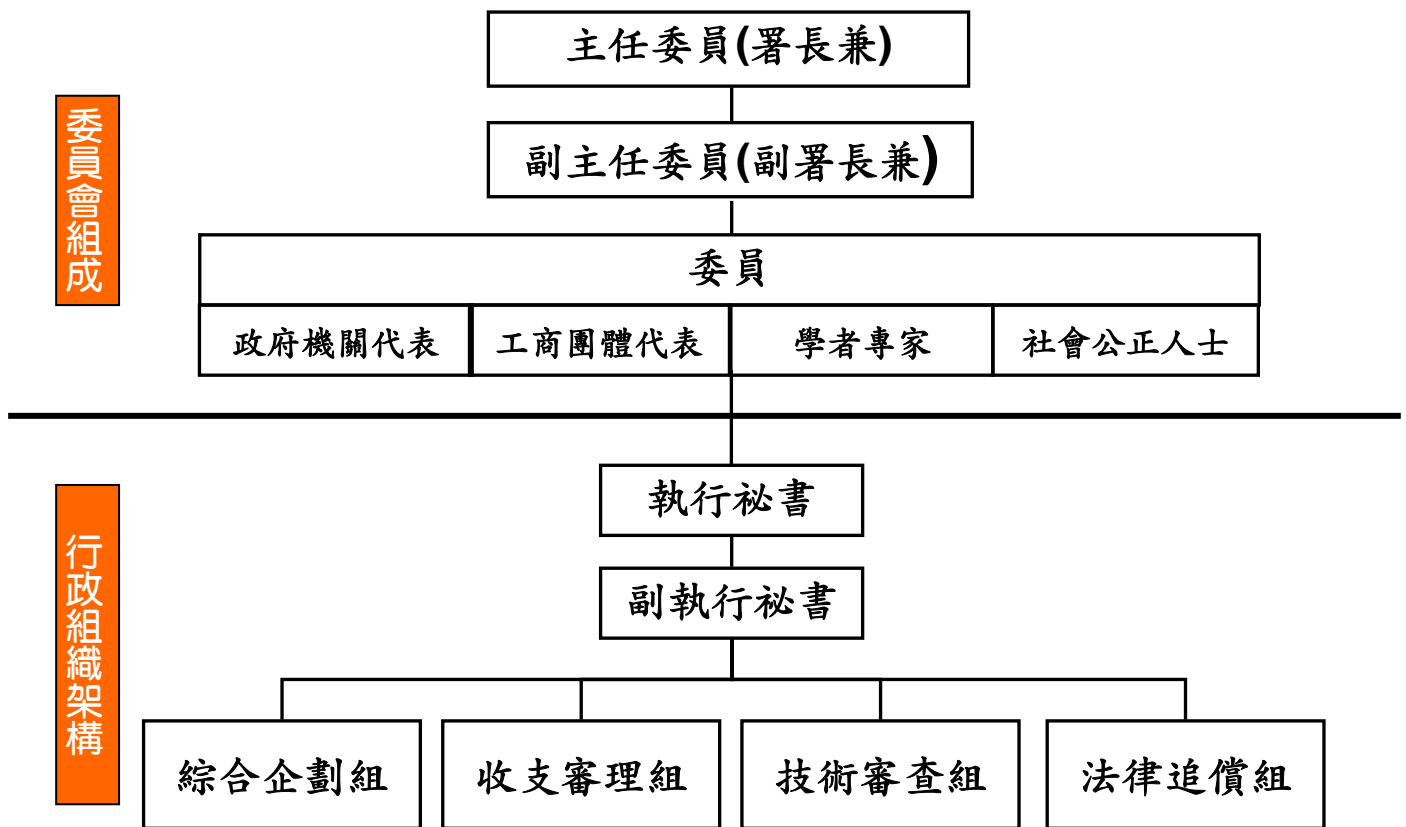 主任委員(署長兼)
委員會組成
副主任委員(副署長兼)
委員
政府機關代表
工商團體代表
學者專家
社會公正人士
行政組織架構
執行祕書
副執行祕書
綜合企劃組
收支審理組
技術審查組
法律追償組